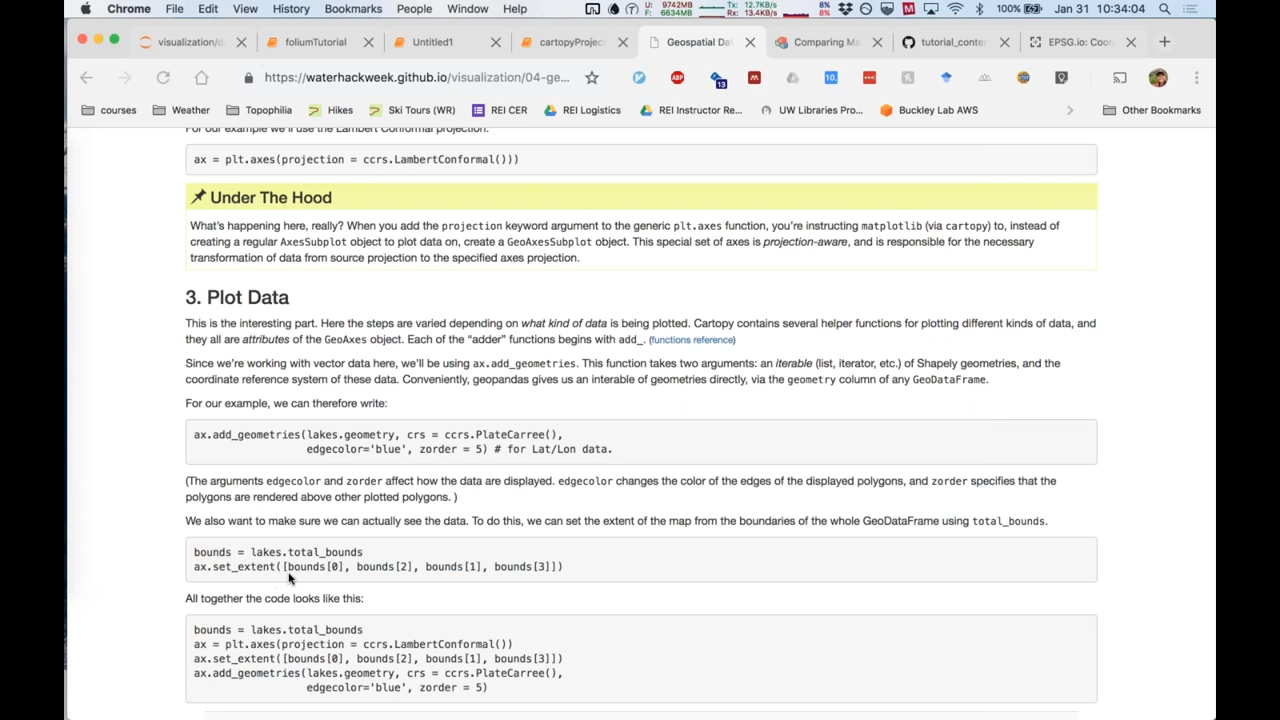 Chrome File Edit View History Bookmarks People Window Help U: 9742MB F: 6634MB Tx: 12.7KB/s Rx: 13.4KB/s 8% 8% 100% Jan 31 10:34:04
visualization/o foliumTutorial Untitled1 cartopyProjec Geospatial Dat Comparing Ma tutorial_conte EPSG.io: Coor
https://waterhackweek.github.io/visualization/04-ge... 13 10.
courses Weather Topophilia Hikes Ski Tours (WR) REI CER REI Logistics REI Instructor Re... UW Libraries Pro... Buckley Lab AWS Other Bookmarks
For our example we'll use the Lambert Conformal projection:
ax = plt.axes(projection = ccrs.LambertConformal()))
Under The Hood
What's happening here, really? When you add the projection keyword argument to the generic plt.axes function, you're instructing matplotlib (via cartopy) to, instead of
creating a regular AxesSubplot object to plot data on, create a GeoAxesSubplot object. This special set of axes is projection-aware, and is responsible for the necessary
transformation of data from source projection to the specified axes projection.
3. Plot Data
This is the interesting part. Here the steps are varied depending on what kind of data is being plotted. Cartopy contains several helper functions for plotting different kinds of data, and
they all are attributes of the GeoAxes object. Each of the “adder” functions begins with add_. (functions reference)
Since we're working with vector data here, we'll be using ax.add_geometries. This function takes two arguments: an iterable (list, iterator, etc.) of Shapely geometries, and the
coordinate reference system of these data. Conveniently, geopandas gives us an interable of geometries directly, via the geometry column of any GeoDataFrame.
For our example, we can therefore write:
ax.add_geometries(lakes.geometry, crs = ccrs.PlateCarree(),
edgecolor='blue', zorder = 5) # for Lat/Lon data.
(The arguments edgecolor and zorder affect how the data are displayed. edgecolor changes the color of the edges of the displayed polygons, and zorder specifies that the
polygons are rendered above other plotted polygons. )
We also want to make sure we can actually see the data. To do this, we can set the extent of the map from the boundaries of the whole GeoDataFrame using total_bounds.
bounds = lakes.total_bounds
ax.set_extent([bounds[0], bounds[2], bounds[1], bounds[3]])
All together the code looks like this:
bounds = lakes.total_bounds
ax = plt.axes(projection = ccrs.LambertConformal())
ax.set_extent([bounds[0], bounds[2], bounds[1], bounds[3]])
ax.add_geometries(lakes.geometry, crs = ccrs.PlateCarree(),
edgecolor='blue', zorder = 5)